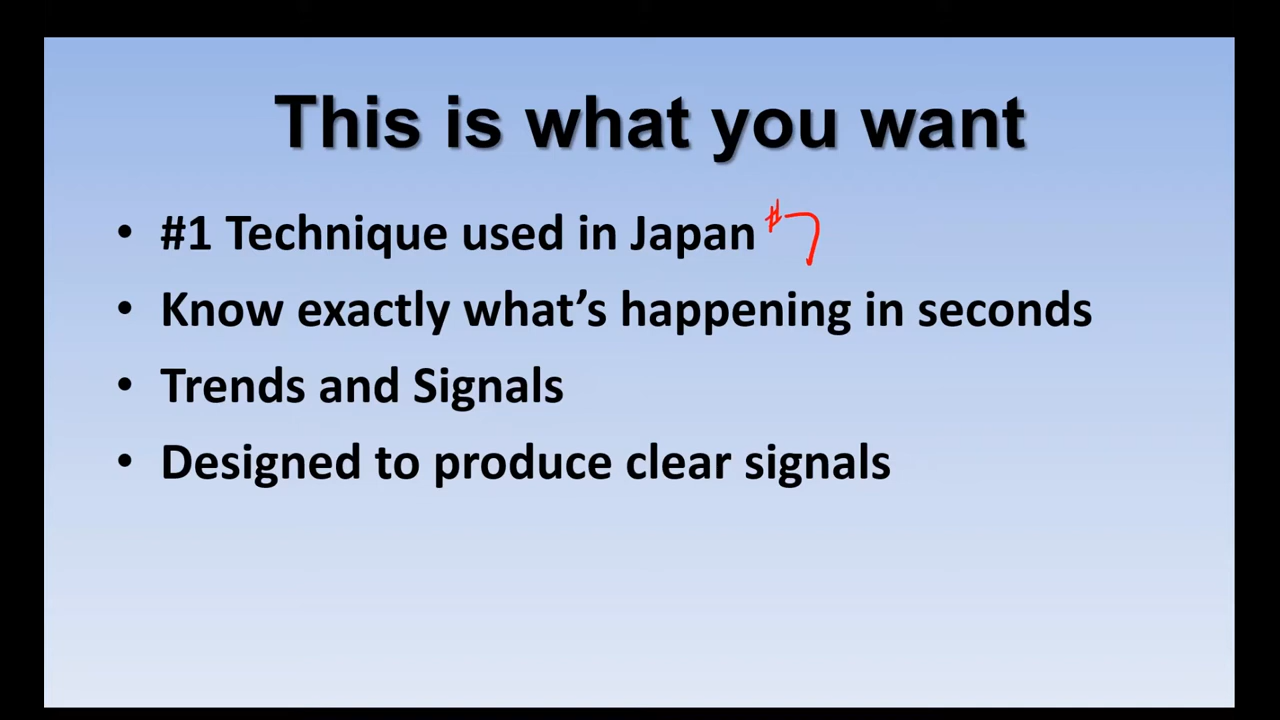 This is what you want
• #1 Technique used in Japan #7
• Know exactly what’s happening in seconds
• Trends and Signals
• Designed to produce clear signals